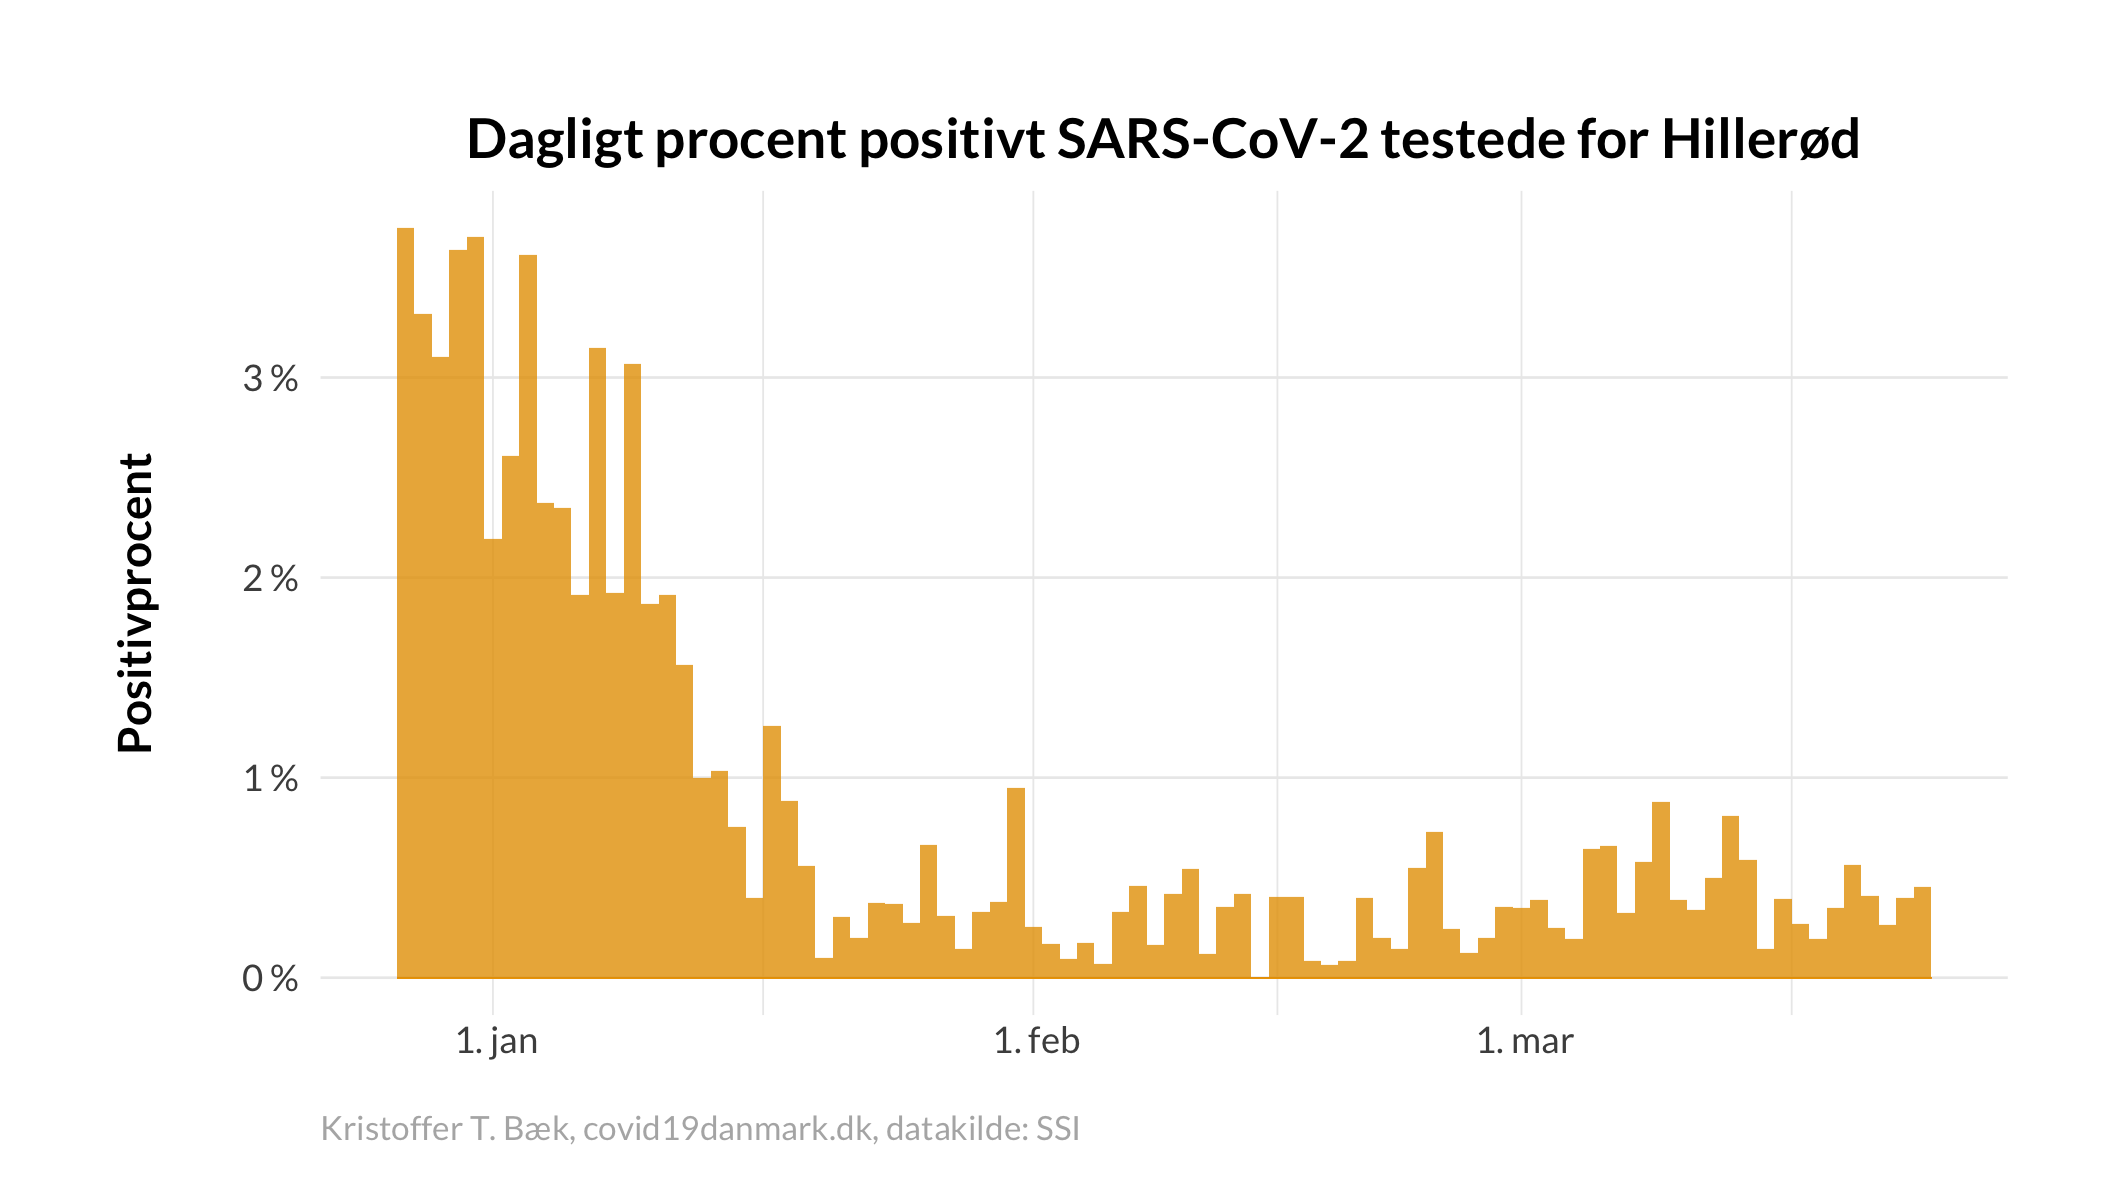 Dagligt procent positivt SARS-CoV-2 testede for Hillerød
Positivprocent
3 %
2 %
1 %
0 %
1. jan
1. feb
1. mar
Kristoffer T. Bæk, covid19danmark.dk, datakilde: SSI